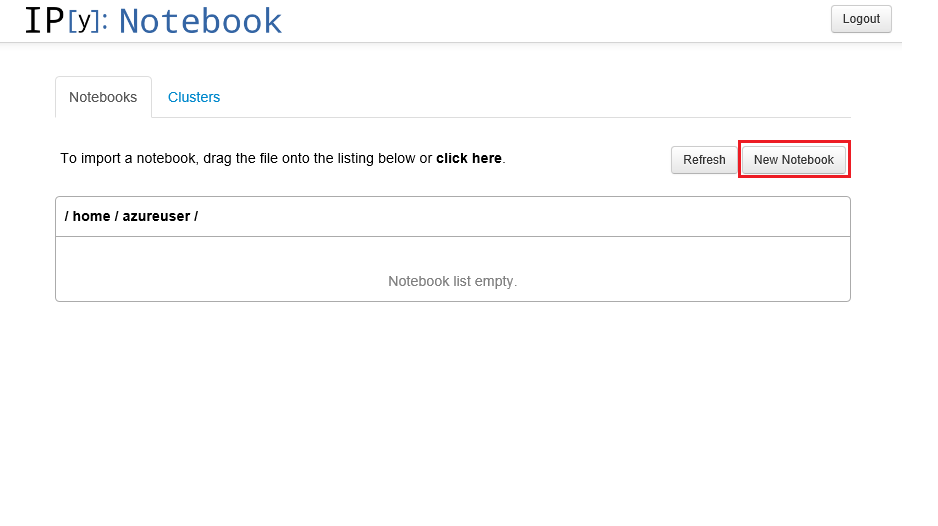 IP[y]: Notebook
Logout
Notebooks
Clusters
To import a notebook, drag the file onto the listing below or click here.
Refresh
New Notebook
/ home / azureuser /
Notebook list empty.